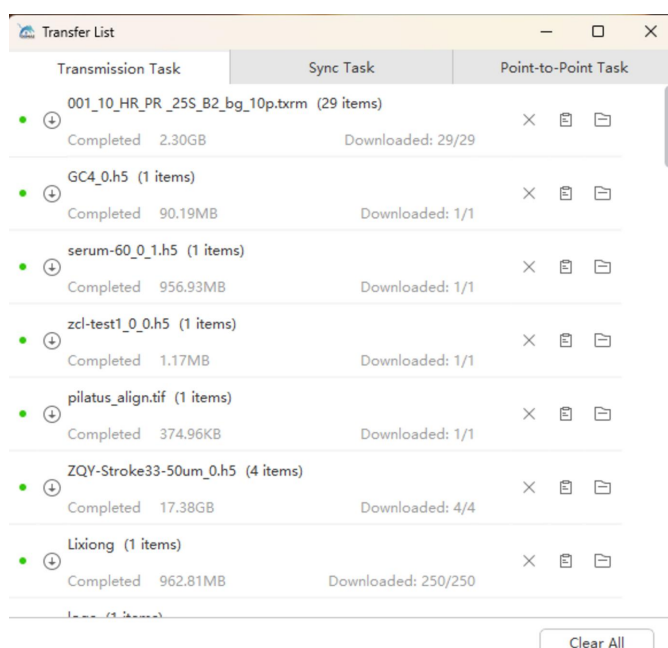 Transfer List
Transmission Task
Sync Task
Point-to-Point Task
001_10_HR_PR _25S_B2_bg_10p.txrm (29 items)
Completed 2.30GB Downloaded: 29/29
GC4_0.h5 (1 items)
Completed 90.19MB Downloaded: 1/1
serum-60_0_1.h5 (1 items)
Completed 956.93MB Downloaded: 1/1
zcl-test1_0_0.h5 (1 items)
Completed 1.17MB Downloaded: 1/1
pilatus_align.tif (1 items)
Completed 374.96KB Downloaded: 1/1
ZQY-Stroke33-50um_0.h5 (4 items)
Completed 17.38GB Downloaded: 4/4
Lixiong (1 items)
Completed 962.81MB Downloaded: 250/250
(1 items)
Clear All